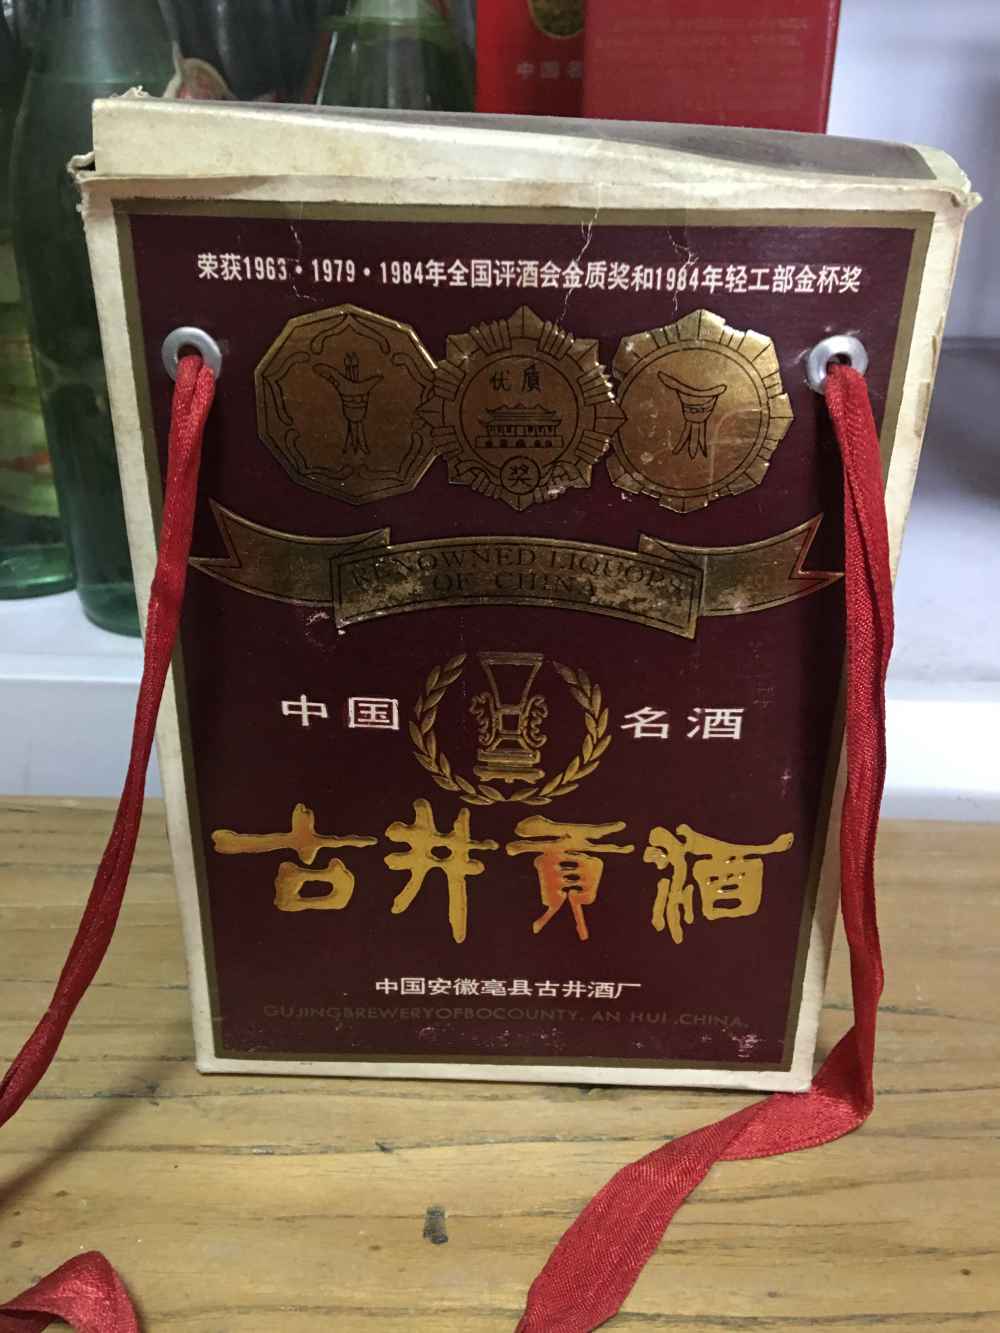 中国名
荣获1963·1979·1984年全国评酒会金质奖和1984年轻工部金杯奖
优质
奖
RENOWNED LIQUORS
OF CHINA
中国 名酒
古井贡酒
中国安徽亳县古井酒厂
GUJINGBREWERYOFBOCOUNTY. AN HUI .CHINA.